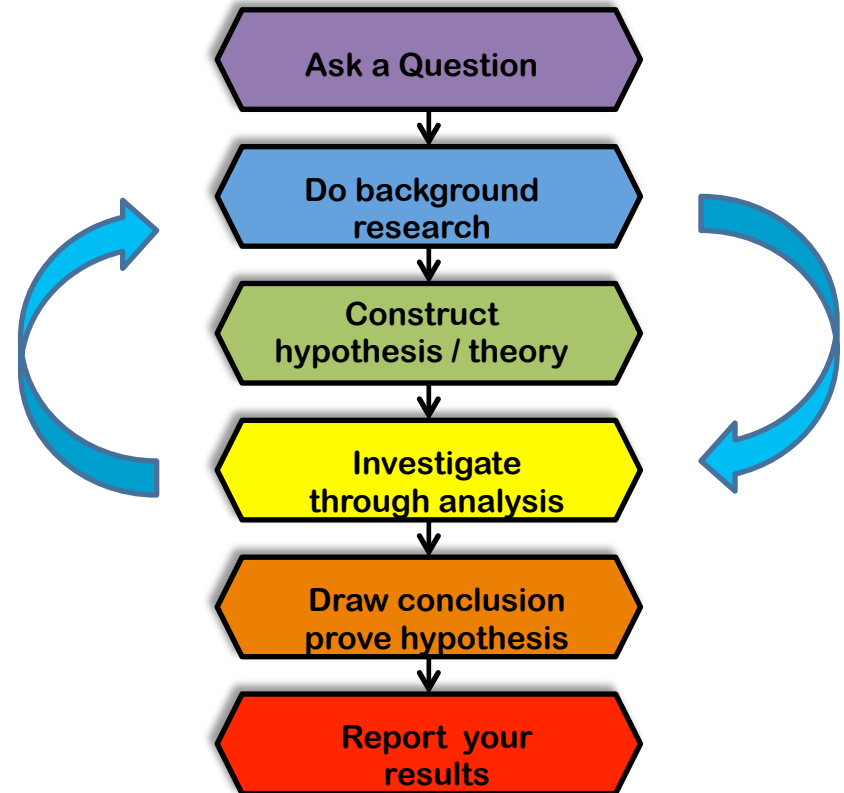 Ask a Question
Do background
research
Construct
hypothesis / theory
Investigate
through analysis
Draw conclusion
prove hypothesis
Report your
results